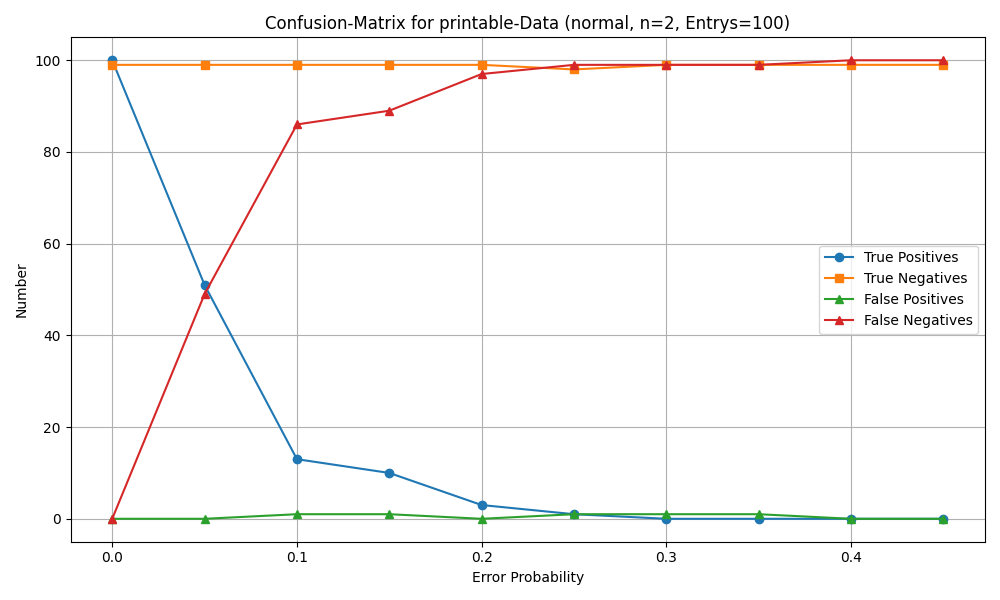 Confusion-Matrix for printable-Data (normal, n=2, Entrys=100)
100
80
60
40
20
0
Number
True Positives
True Negatives
False Positives
False Negatives
0.0 0.1 0.2 0.3 0.4
Error Probability